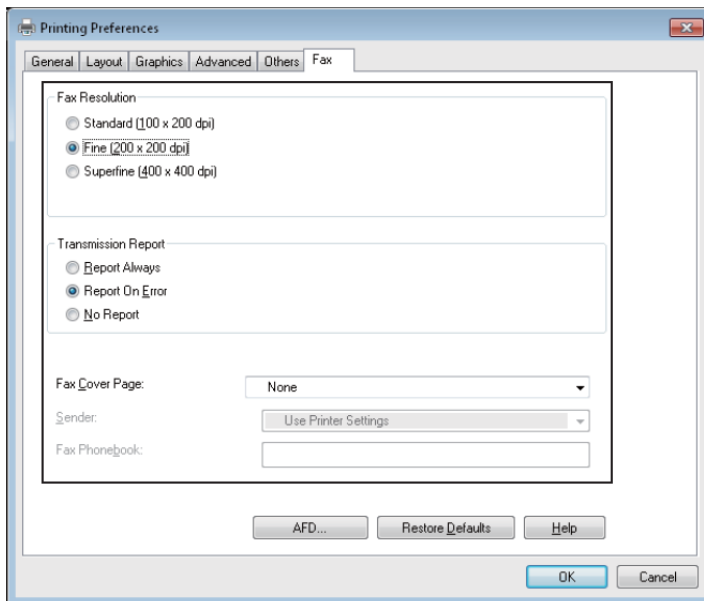 Printing Preferences
General Layout Graphics Advanced Others Fax
Fax Resolution
Standard (100 x 200 dpi)
Fine (200 x 200 dpi)
Superfine (400 x 400 dpi)
Transmission Report
Report Always
Report On Error
No Report
Fax Cover Page: None
Sender: Use Printer Settings
Fax Phonebook:
AFD... Restore Defaults Help
OK Cancel